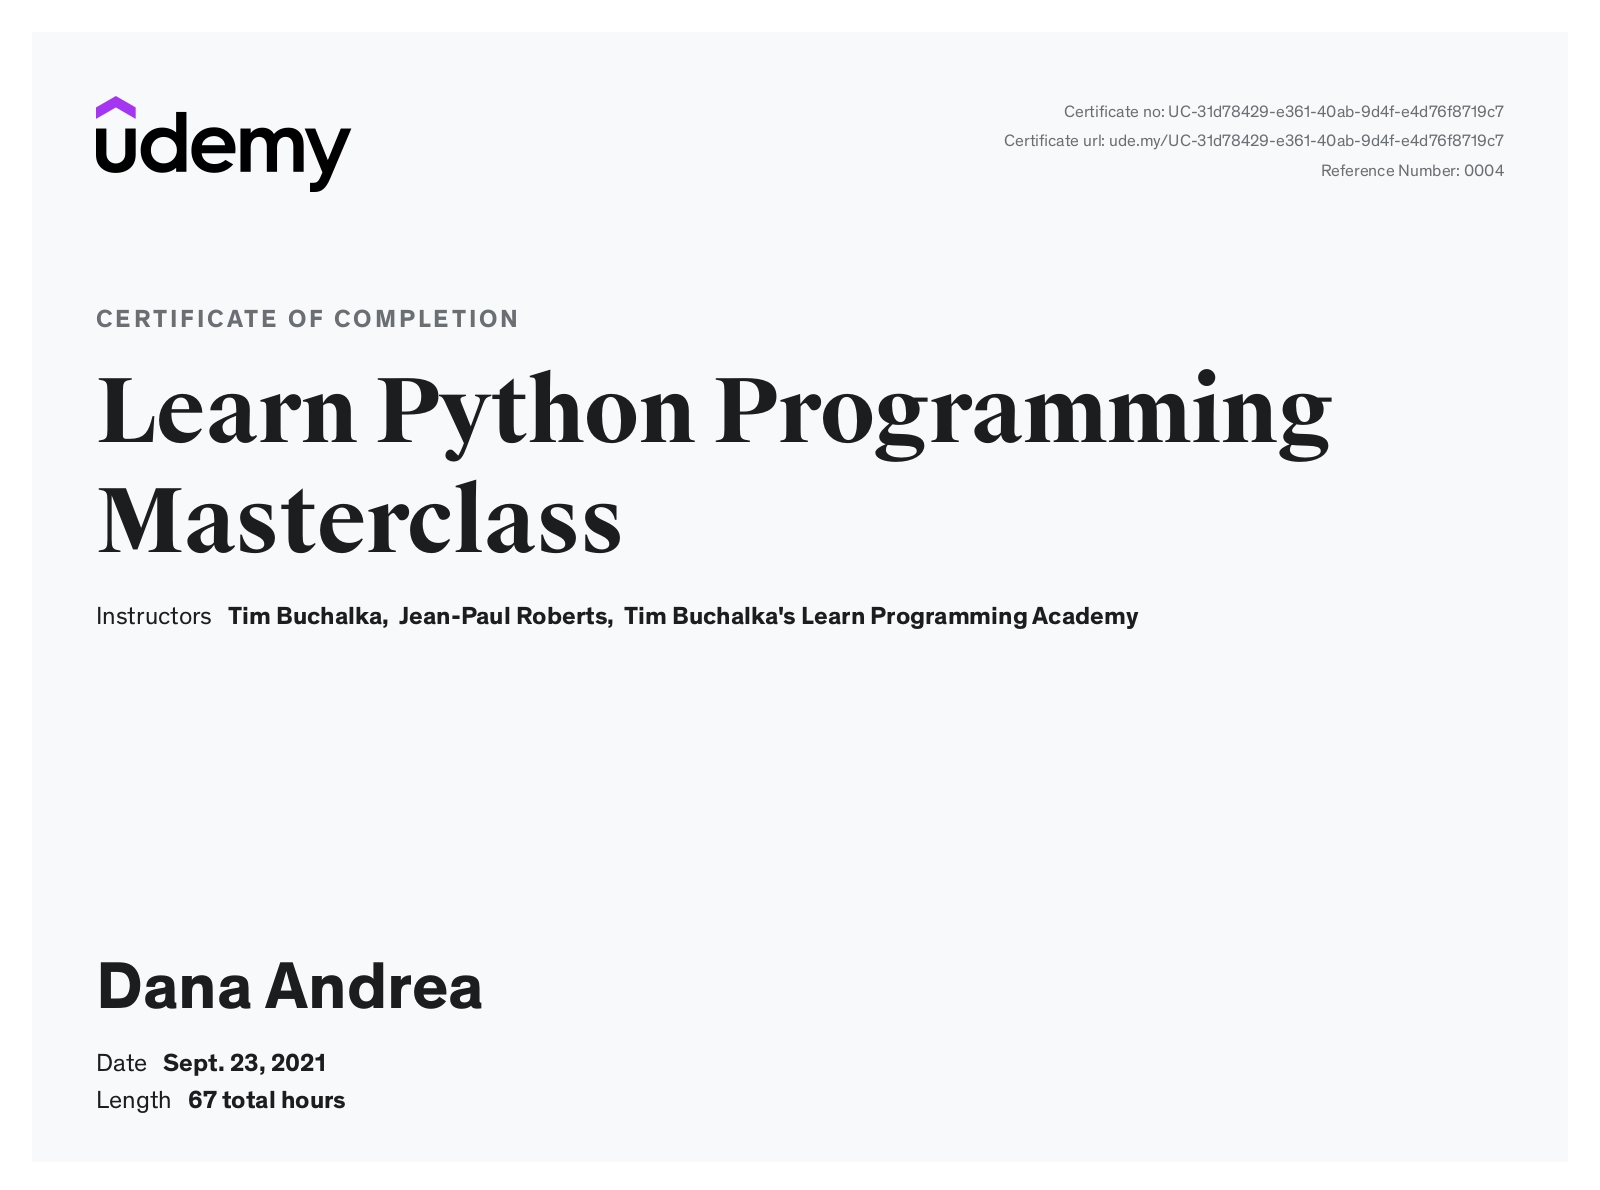 udemy
Certificate no: UC-31d78429-e361-40ab-9d4f-e4d76f8719c7
Certificate url: ude.my/UC-31d78429-e361-40ab-9d4f-e4d76f8719c7
Reference Number: 0004
CERTIFICATE OF COMPLETION
Learn Python Programming
Masterclass
Instructors Tim Buchalka, Jean-Paul Roberts, Tim Buchalka's Learn Programming Academy
Dana Andrea
Date Sept. 23, 2021
Length 67 total hours